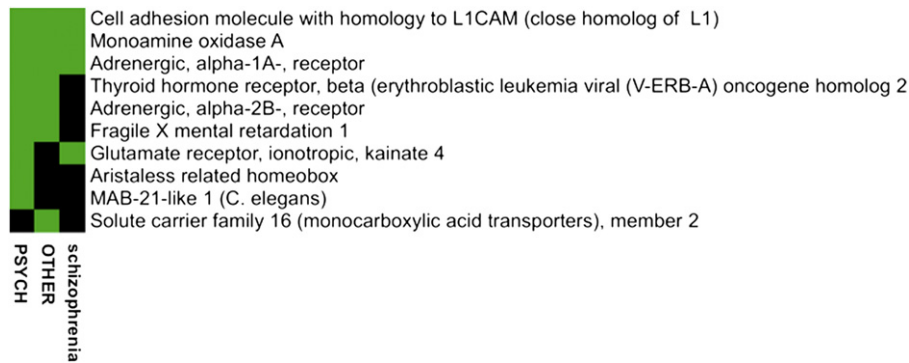 Cell adhesion molecule with homology to L1CAM (close homolog of L1)
Monoamine oxidase A
Adrenergic, alpha-1A-, receptor
Thyroid hormone receptor, beta (erythroblastic leukemia viral (V-ERB-A) oncogene homolog 2
Adrenergic, alpha-2B-, receptor
Fragile X mental retardation 1
Glutamate receptor, ionotropic, kainate 4
Aristaless related homeobox
MAB-21-like 1 (C. elegans)
Solute carrier family 16 (monocarboxylic acid transporters), member 2
PSYCH
OTHER
schizophrenia